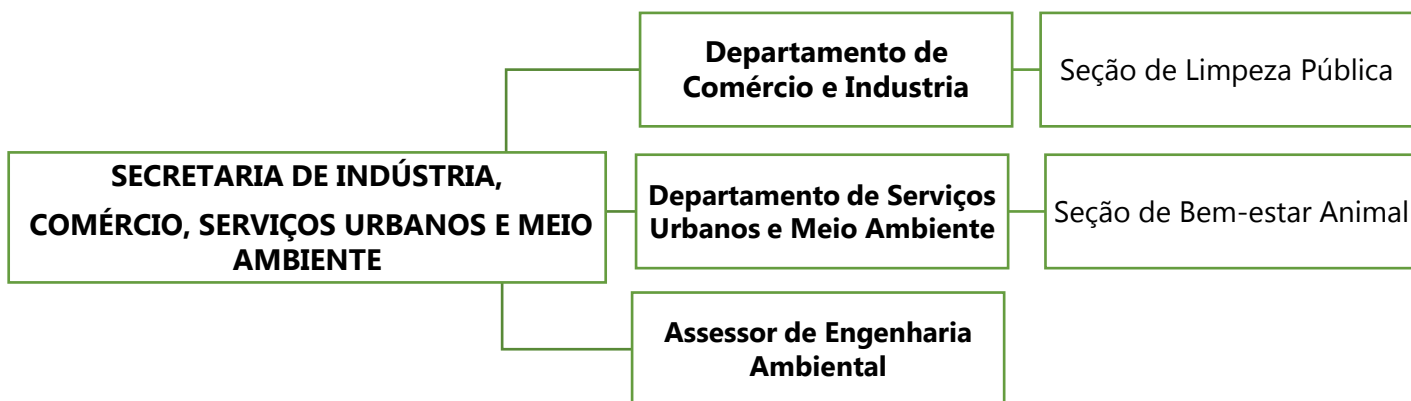 Departamento de
Comércio e Industria
Seção de Limpeza Pública
SECRETARIA DE INDÚSTRIA,
COMÉRCIO, SERVIÇOS URBANOS E MEIO
AMBIENTE
Departamento de Serviços
Urbanos e Meio Ambiente
Seção de Bem-estar Animal
Assessor de Engenharia
Ambiental